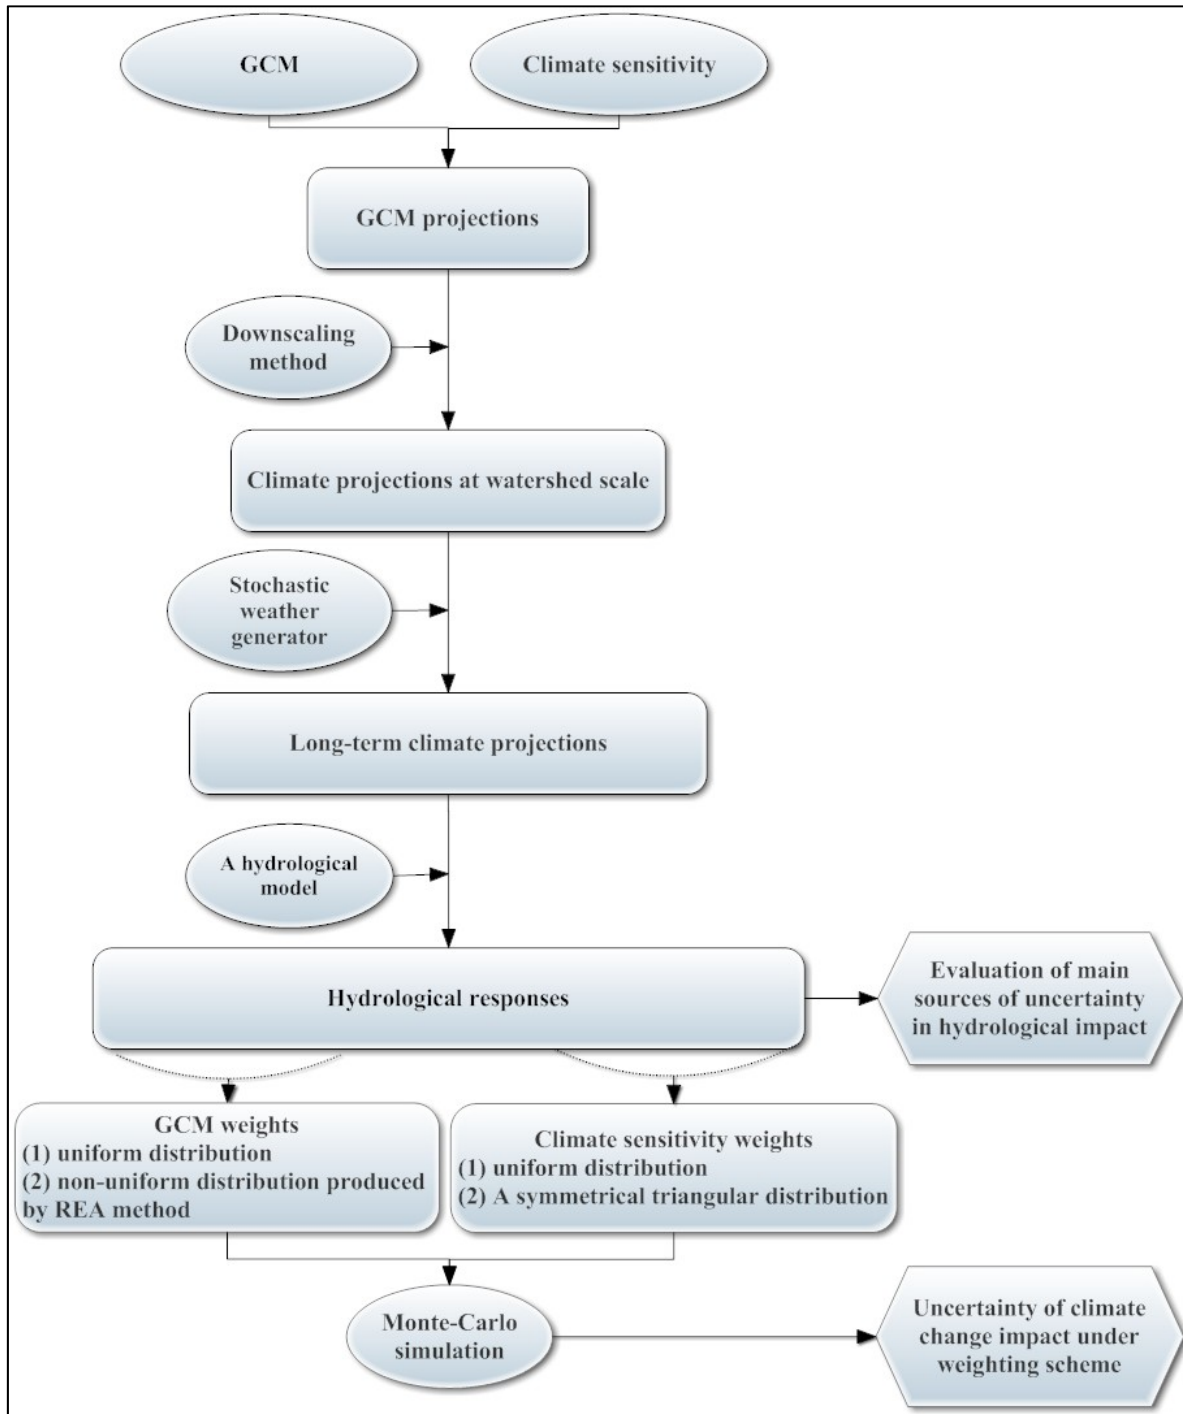 GCM
Climate sensitivity
GCM projections
Downscaling
method
Climate projections at watershed scale
Stochastic
weather
generator
Long-term climate projections
A hydrological
model
Hydrological responses
Evaluation of main
sources of uncertainty
in hydrological impact
GCM weights
(1) uniform distribution
(2) non-uniform distribution produced
by REA method
Climate sensitivity weights
(1) uniform distribution
(2) A symmetrical triangular distribution
Monte-Carlo
simulation
Uncertainty of climate
change impact under
weighting scheme